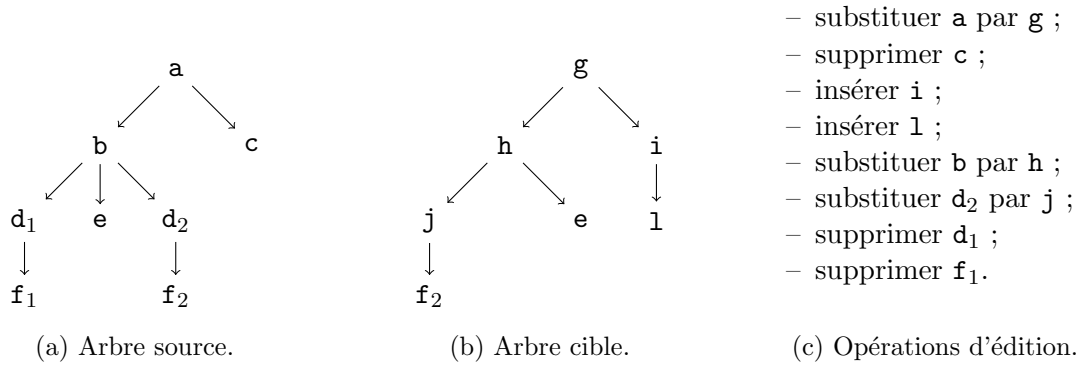 a
b c
d₁ e d₂
f₁ f₂
(a) Arbre source.
g
h i
j e l
f₂
(b) Arbre cible.
– substituer a par g ;
– supprimer c ;
– insérer i ;
– insérer l ;
– substituer b par h ;
– substituer d₂ par j ;
– supprimer d₁ ;
– supprimer f₁.
(c) Opérations d'édition.